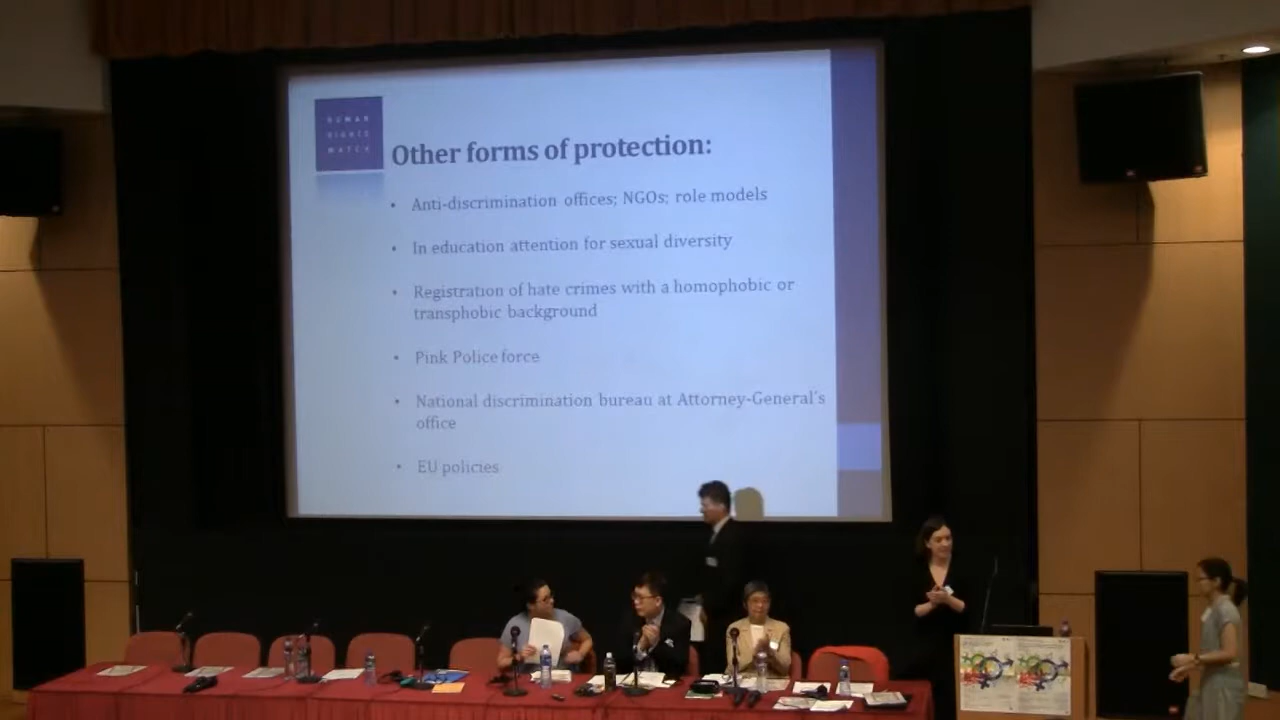 HUMAN
RIGHTS
WATCH
Other forms of protection:
• Anti-discrimination offices; NGOs; role models
• In education attention for sexual diversity
• Registration of hate crimes with a homophobic or
transphobic background
• Pink Police force
• National discrimination bureau at Attorney-General's
office
• EU policies